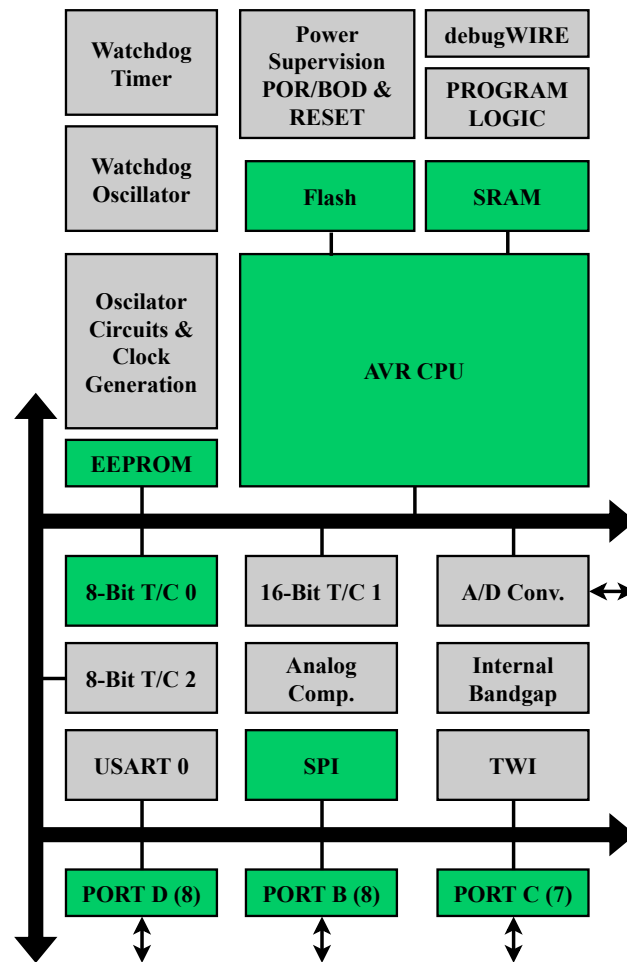 Watchdog
Timer
Power
Supervision
POR/BOD &
RESET
debugWIRE
PROGRAM
LOGIC
Watchdog
Oscillator
Flash
SRAM
Oscilator
Circuits &
Clock
Generation
AVR CPU
EEPROM
8-Bit T/C 0
16-Bit T/C 1
A/D Conv.
8-Bit T/C 2
Analog
Comp.
Internal
Bandgap
USART 0
SPI
TWI
PORT D (8)
PORT B (8)
PORT C (7)